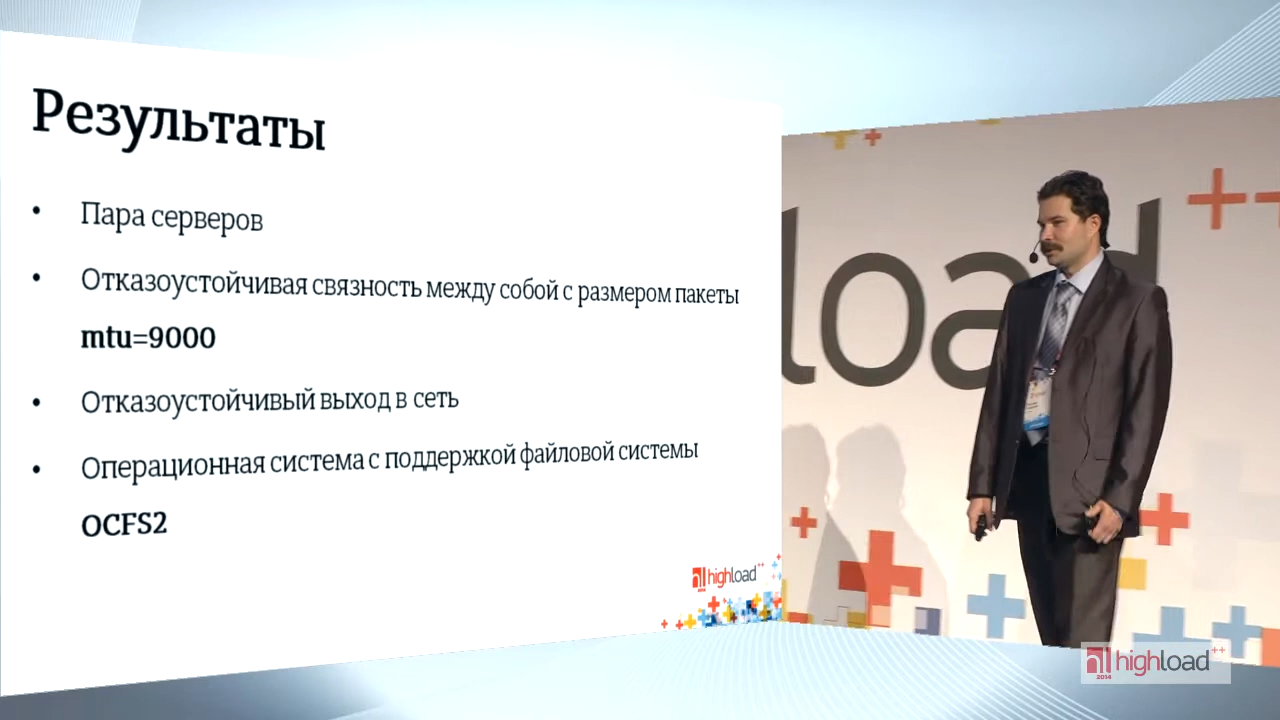 Результаты
• Пара серверов
• Отказоустойчивая связность между собой с размером пакеты
mtu=9000
• Отказоустойчивый выход в сеть
• Операционная система с поддержкой файловой системы
OCFS2
highload++
load++
highload++
2014